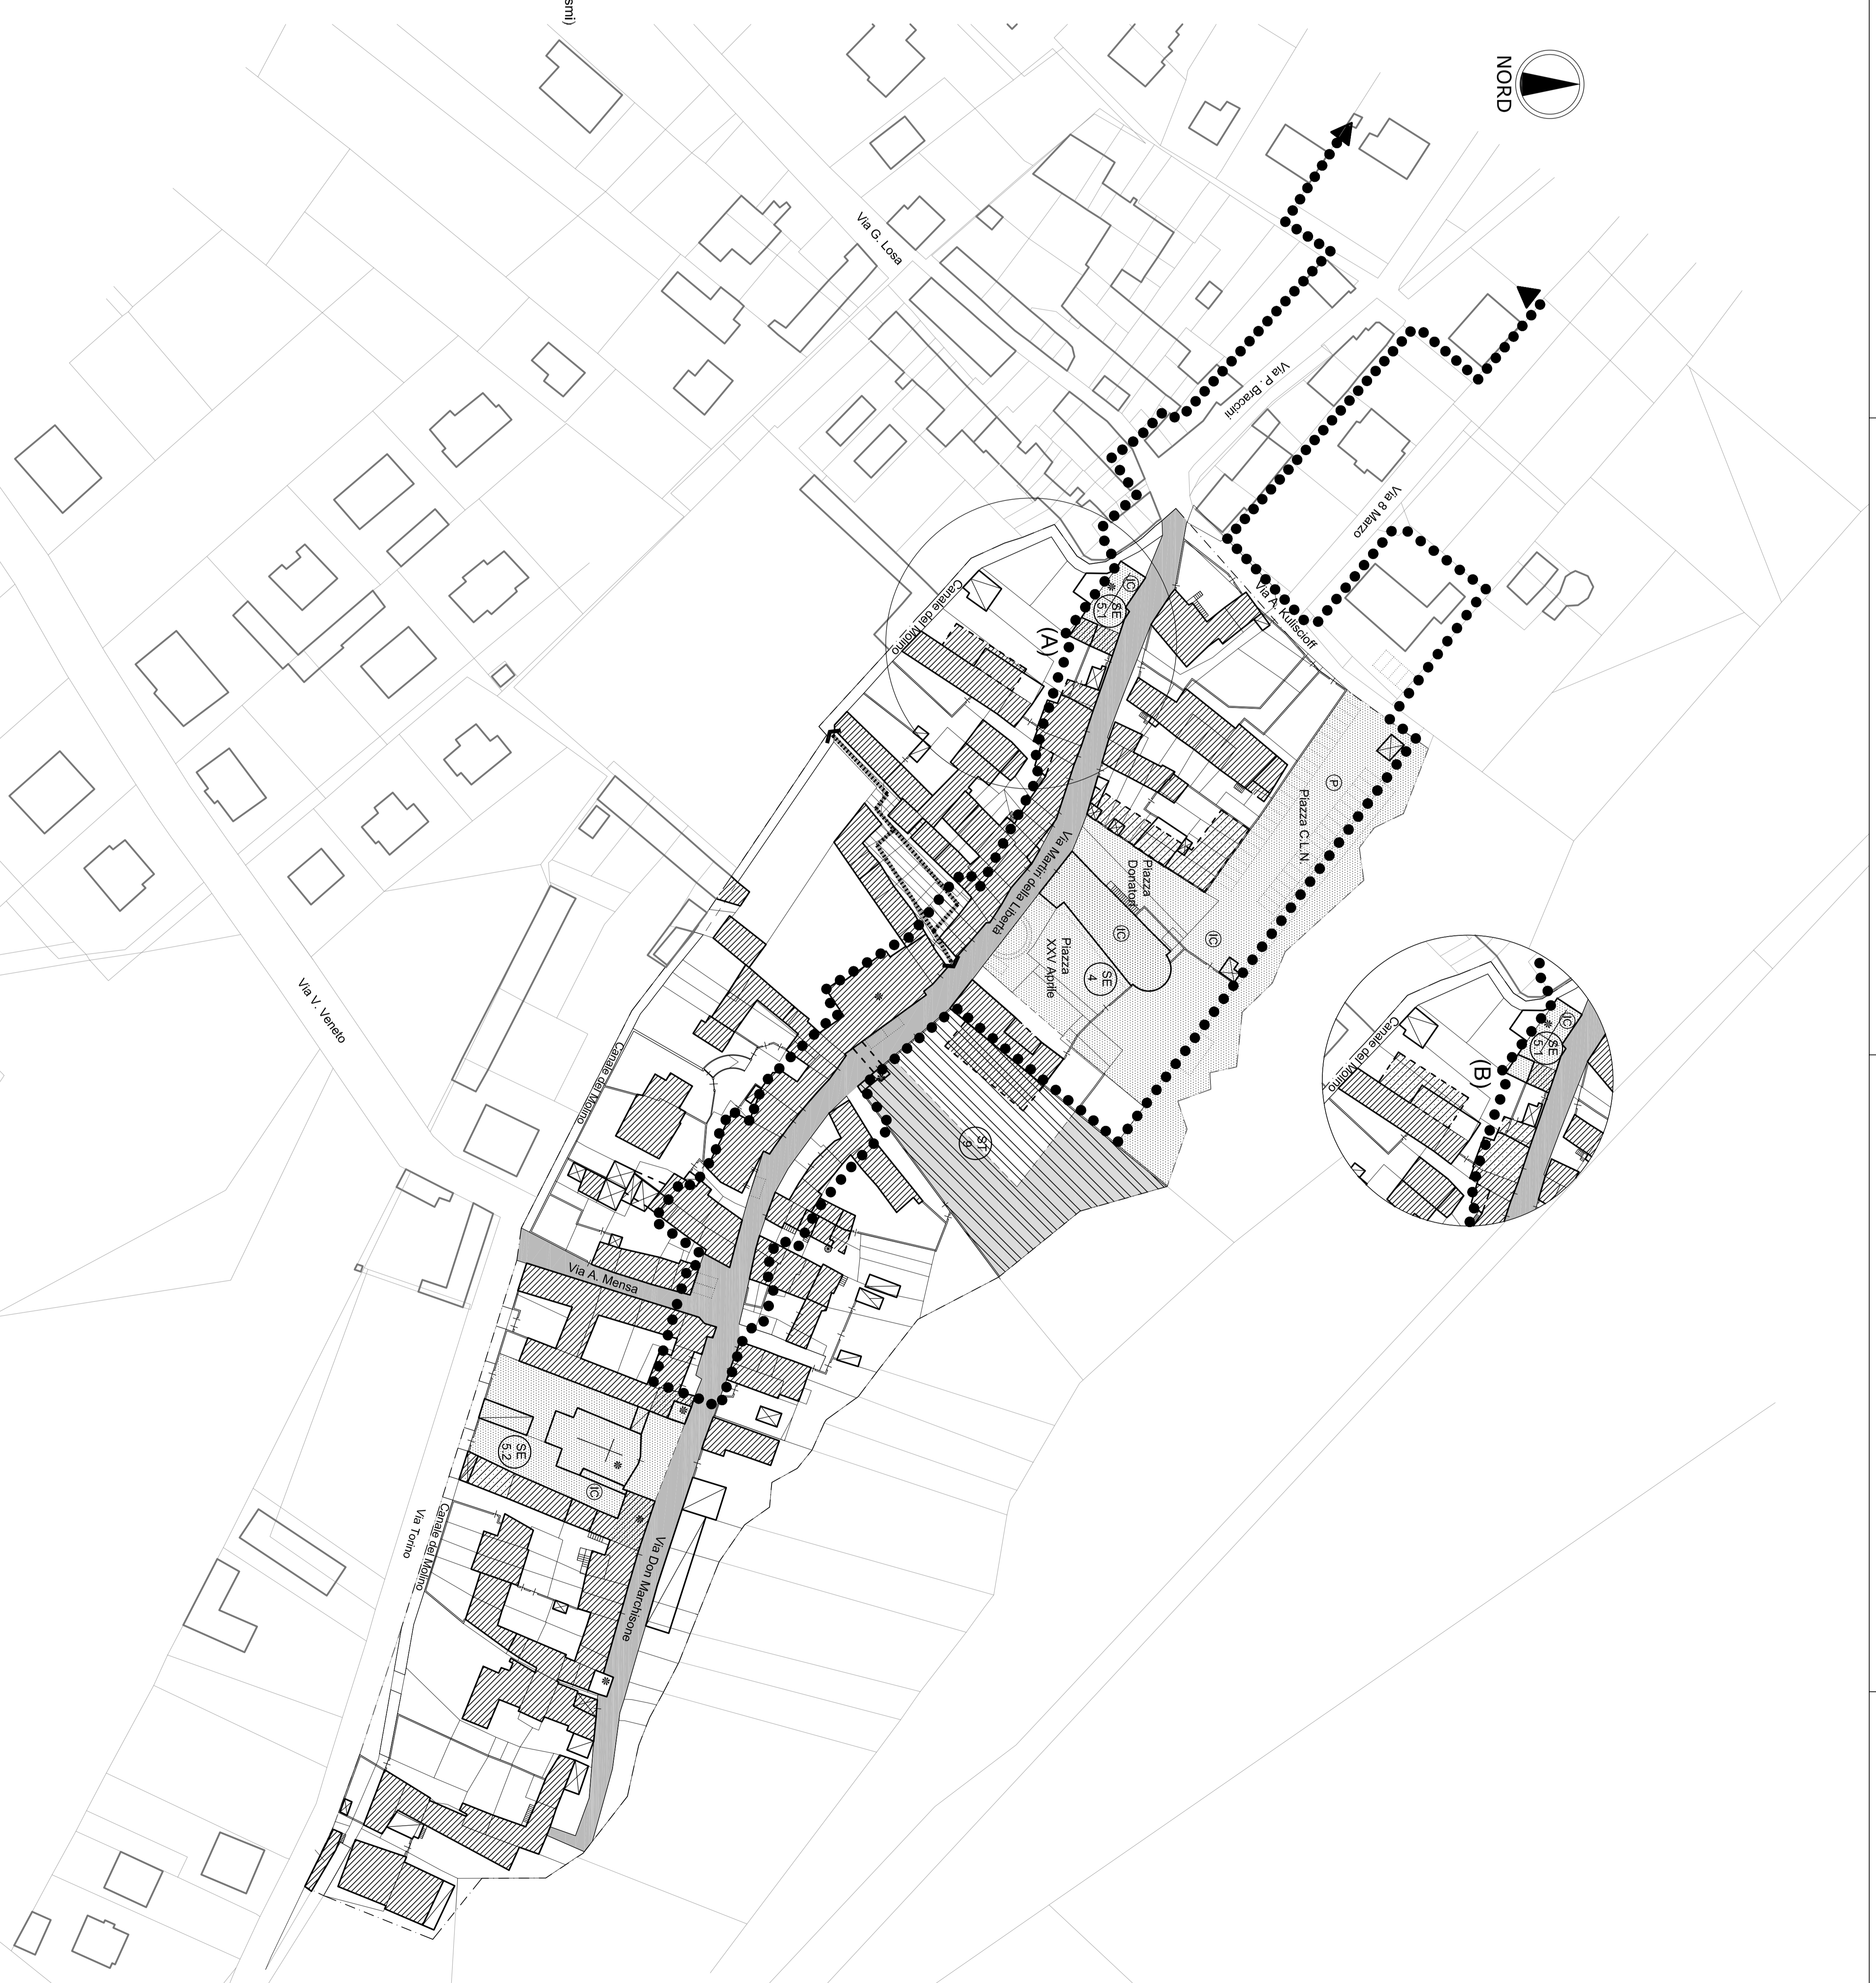 smi)
NORD
Via G. Losa
Via P. Braccini
Via 8 Marzo
Via A. Kuliscioff
Canale del Molino
(A)
IC
SE
5.1
P
Piazza C.L.N.
Piazza
Donatori
IC
IC
SE
4
Piazza
XXV Aprile
Via Martiri della Libertà
IC
SE
5.1
(B)
Canale del Molino
ST
9
Via V. Veneto
Canale del Molino
Via A. Mensa
SE
5.2
IC
Via Don Marchisone
Canale del Molino
Via Torino